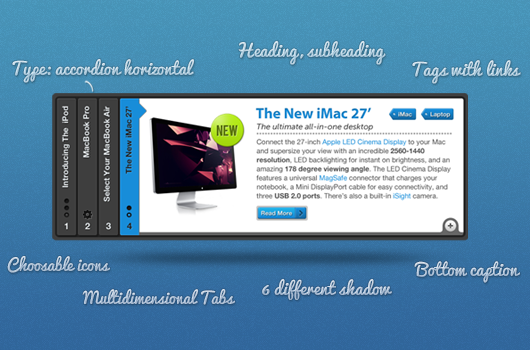 Heading, subheading
Type: accordion horizontal
Tags with links
Introducing The iPod
1
MacBook Pro
2
Select Your MacBook Air
3
The New iMac 27'
4
NEW
The New iMac 27'
iMac
Laptop
The ultimate all-in-one desktop
Connect the 27-inch Apple LED Cinema Display to your Mac
and supersize your view with an incredible 2560-1440
resolution, LED backlighting for instant on brightness, and an
amazing 178 degree viewing angle. The LED Cinema Display
features a universal MagSafe connector that charges your
notebook, a Mini DisplayPort cable for easy connectivity, and
three USB 2.0 ports. There's also a built-in iSight camera.
Read More
Choosable icons
Multidimensional Tabs
6 different shadow
Bottom caption